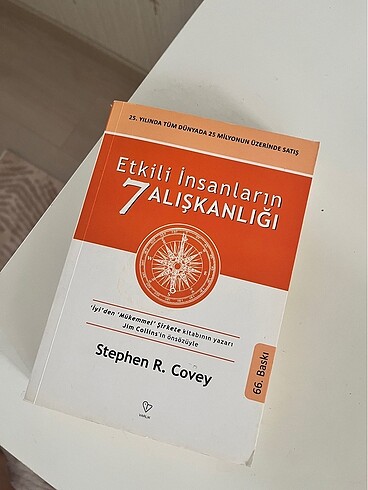 25. YILINDA TÜM DÜNYADA 25 MİLYONUN ÜZERİNDE SATIŞ
Etkili İnsanların
7 ALIŞKANLIĞI
'İyi'den 'Mükemmel' Şirkete kitabının yazarı
Jim Collins'in önsözüyle
Stephen R. Covey
66. Baskı
VARLIK